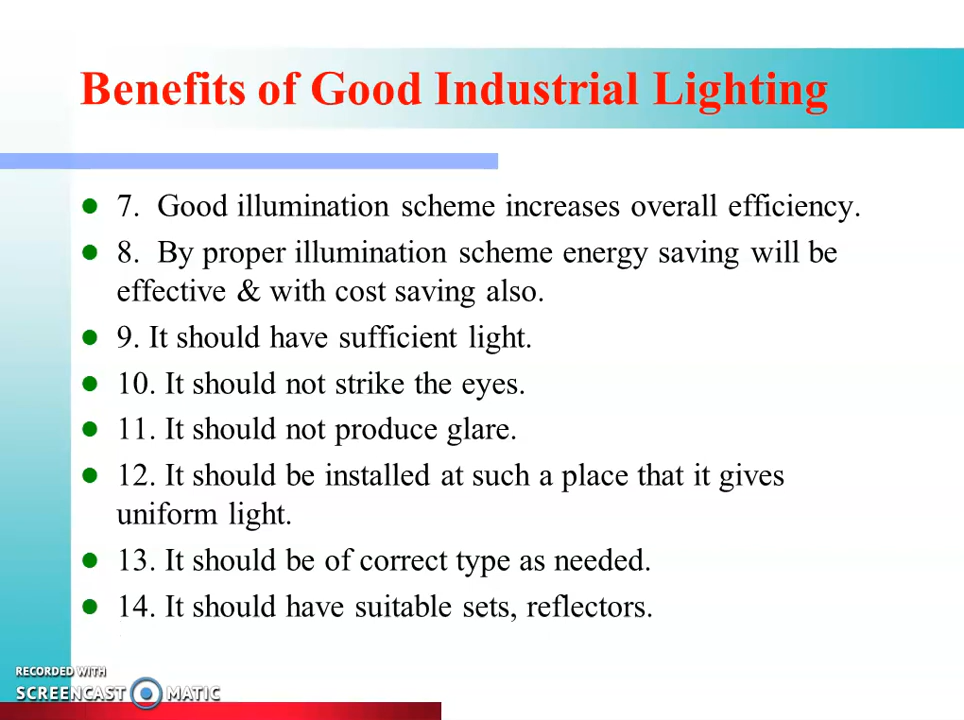 Benefits of Good Industrial Lighting
7. Good illumination scheme increases overall efficiency.
8. By proper illumination scheme energy saving will be
effective & with cost saving also.
9. It should have sufficient light.
10. It should not strike the eyes.
11. It should not produce glare.
12. It should be installed at such a place that it gives
uniform light.
13. It should be of correct type as needed.
14. It should have suitable sets, reflectors.
RECORDED WITH
SCREENCAST MATIC